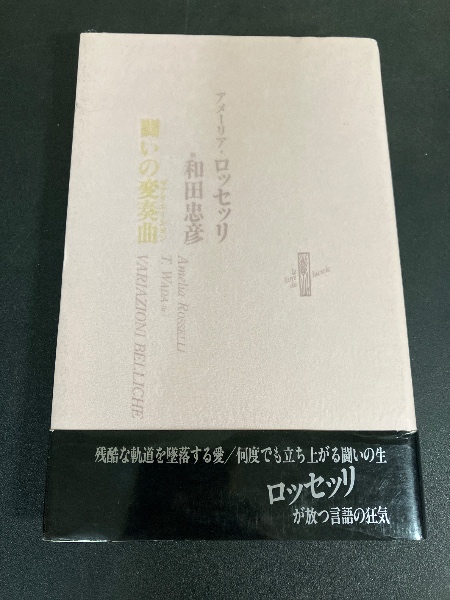 アメーリア・ロッセッリ
訳 和田忠彦
闘いの変奏曲
Amelia ROSSELLI
T. WADA
VARIAZIONI BELLICHE
残酷な軌道を墜落する愛/何度でも立ち上がる闘いの生
ロッセッリ
が放つ言語の狂気